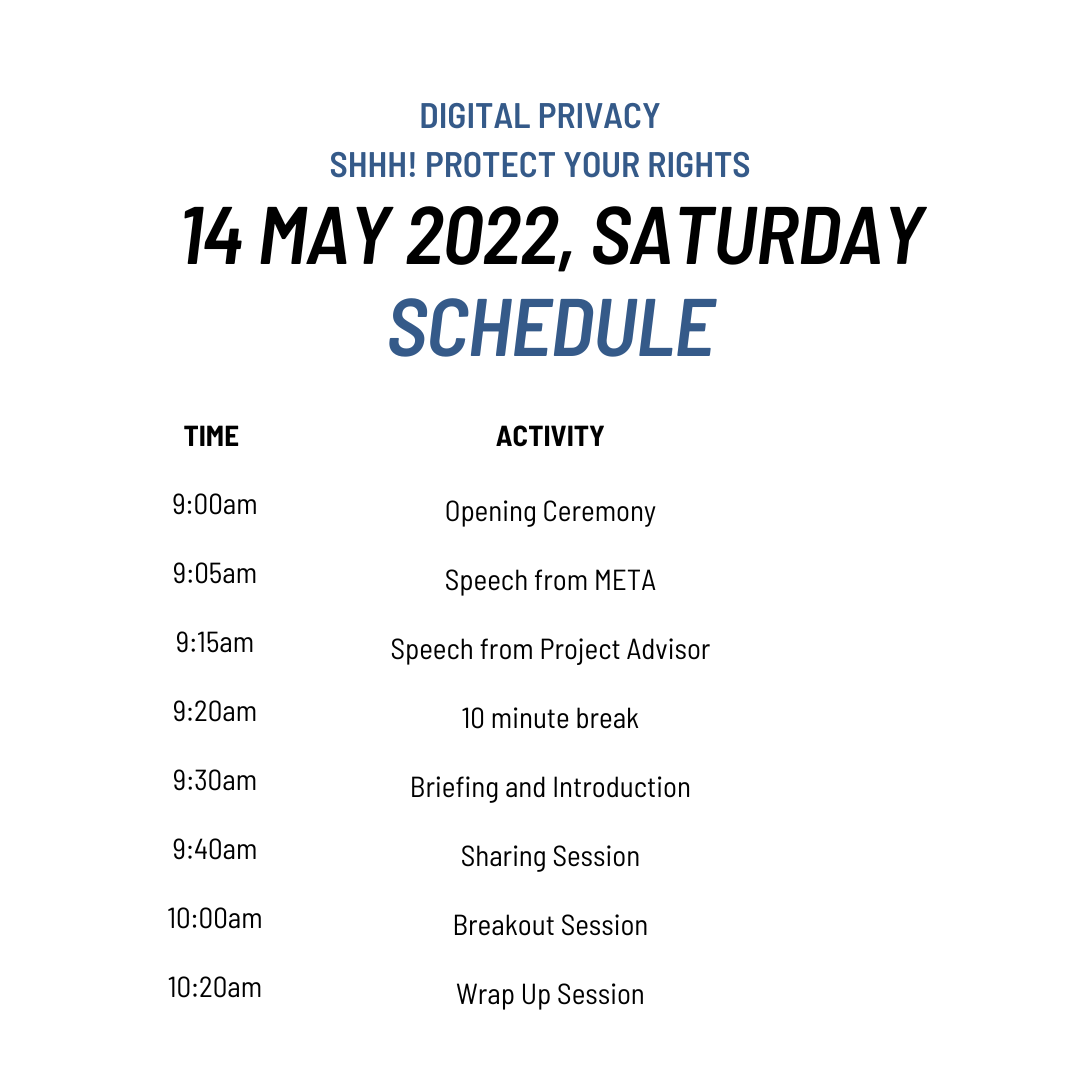 DIGITAL PRIVACY
SHHH! PROTECT YOUR RIGHTS
14 MAY 2022, SATURDAY
SCHEDULE
TIME ACTIVITY
9:00am Opening Ceremony
9:05am Speech from META
9:15am Speech from Project Advisor
9:20am 10 minute break
9:30am Briefing and Introduction
9:40am Sharing Session
10:00am Breakout Session
10:20am Wrap Up Session